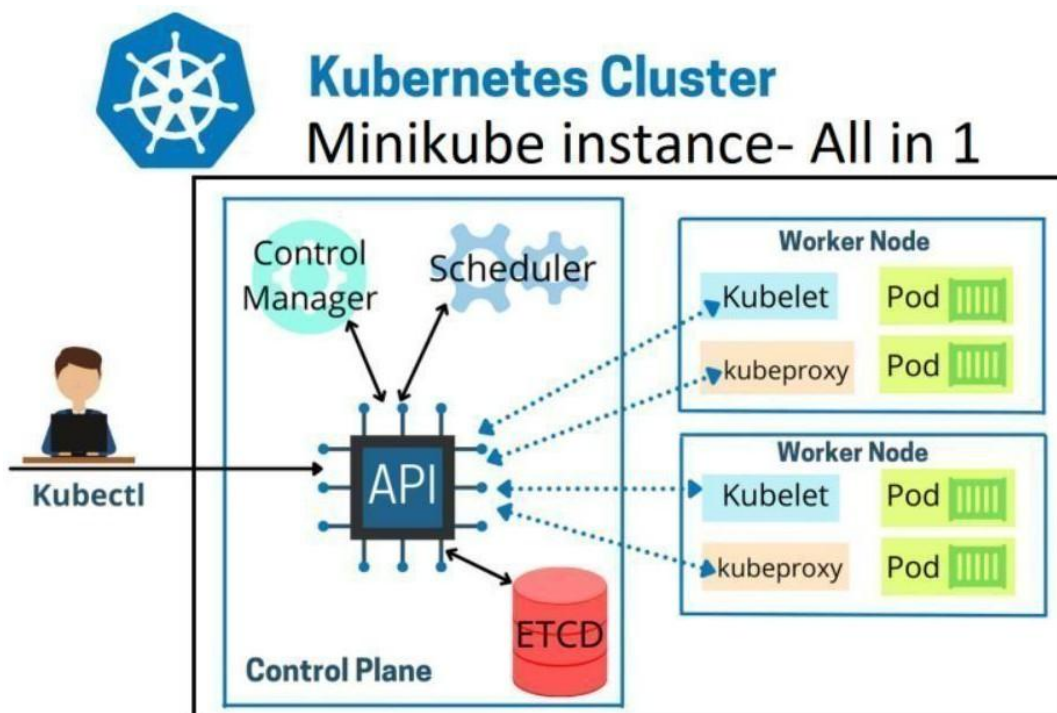 Kubernetes Cluster
Minikube instance- All in 1
Control
Manager
Scheduler
API
ETCD
Control Plane
Kubectl
Worker Node
Kubelet
Pod
kubeproxy
Pod
Worker Node
Kubelet
Pod
kubeproxy
Pod